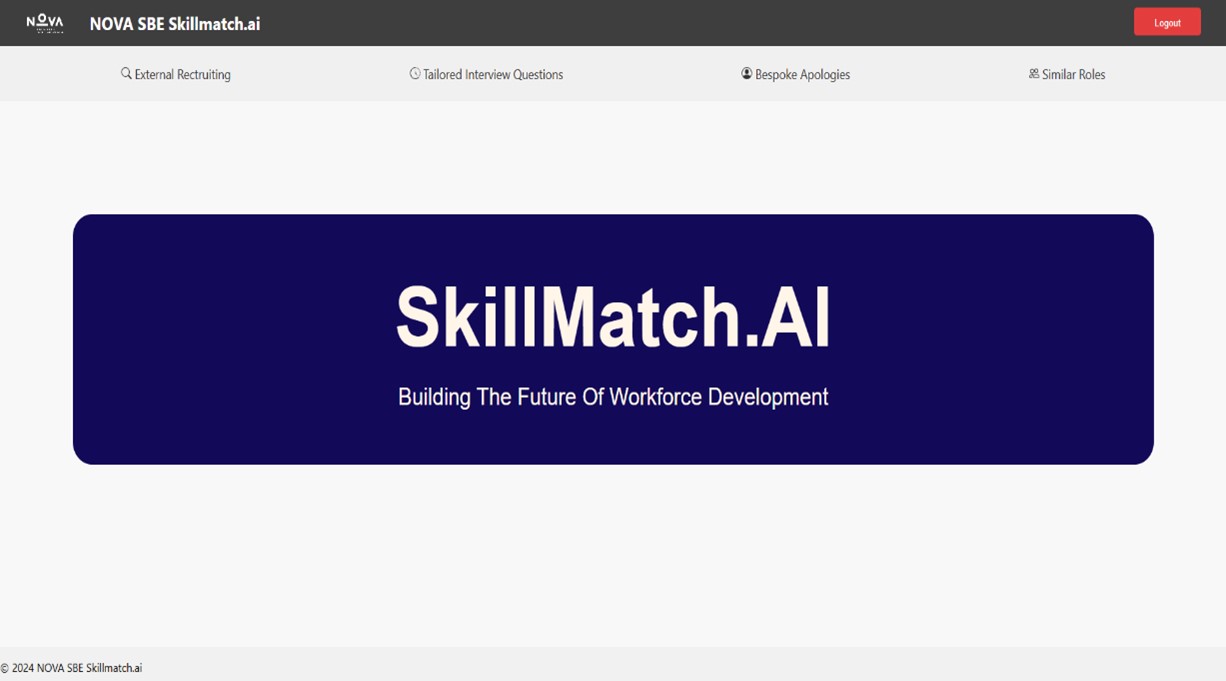 NOVA
NOVA SBE Skillmatch.ai
Logout
External Rectruiting
Tailored Interview Questions
Bespoke Apologies
Similar Roles
SkillMatch.AI
Building The Future Of Workforce Development
© 2024 NOVA SBE Skillmatch.ai